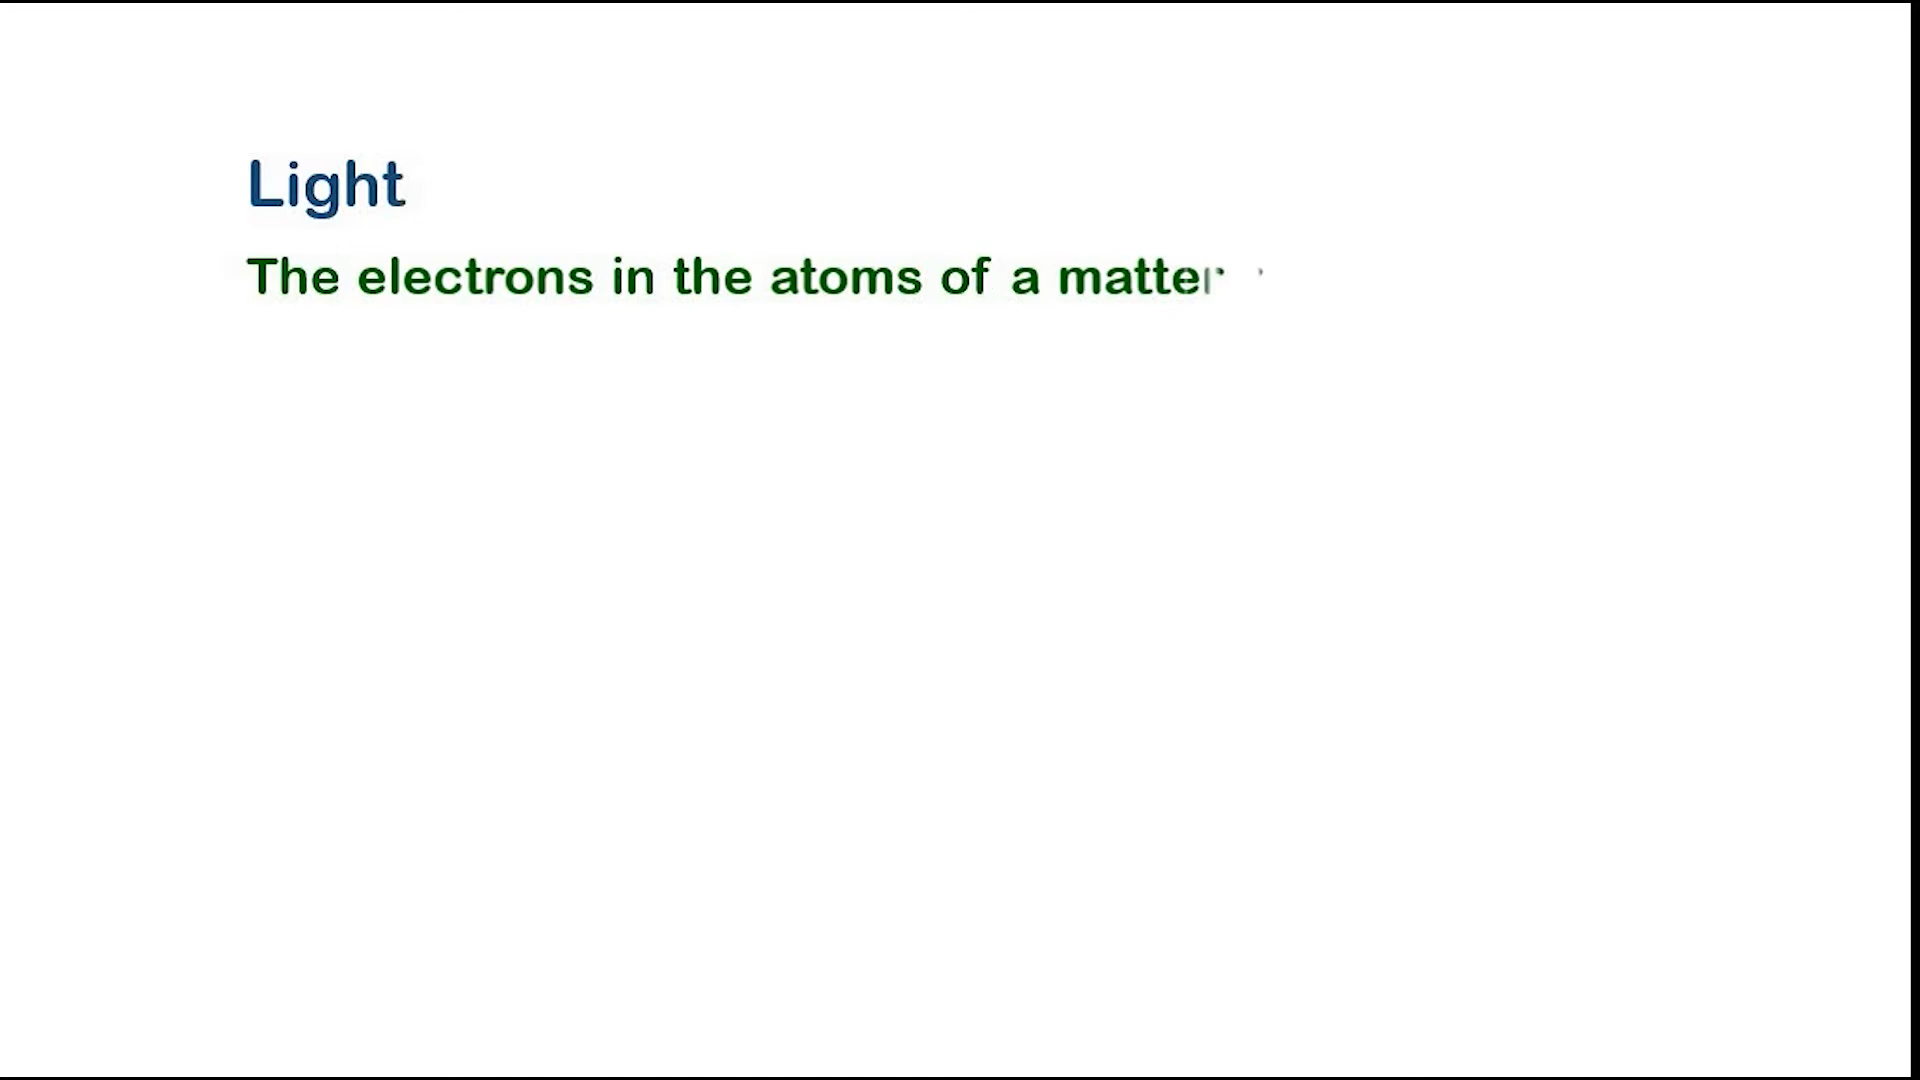 Light
The electrons in the atoms of a matter